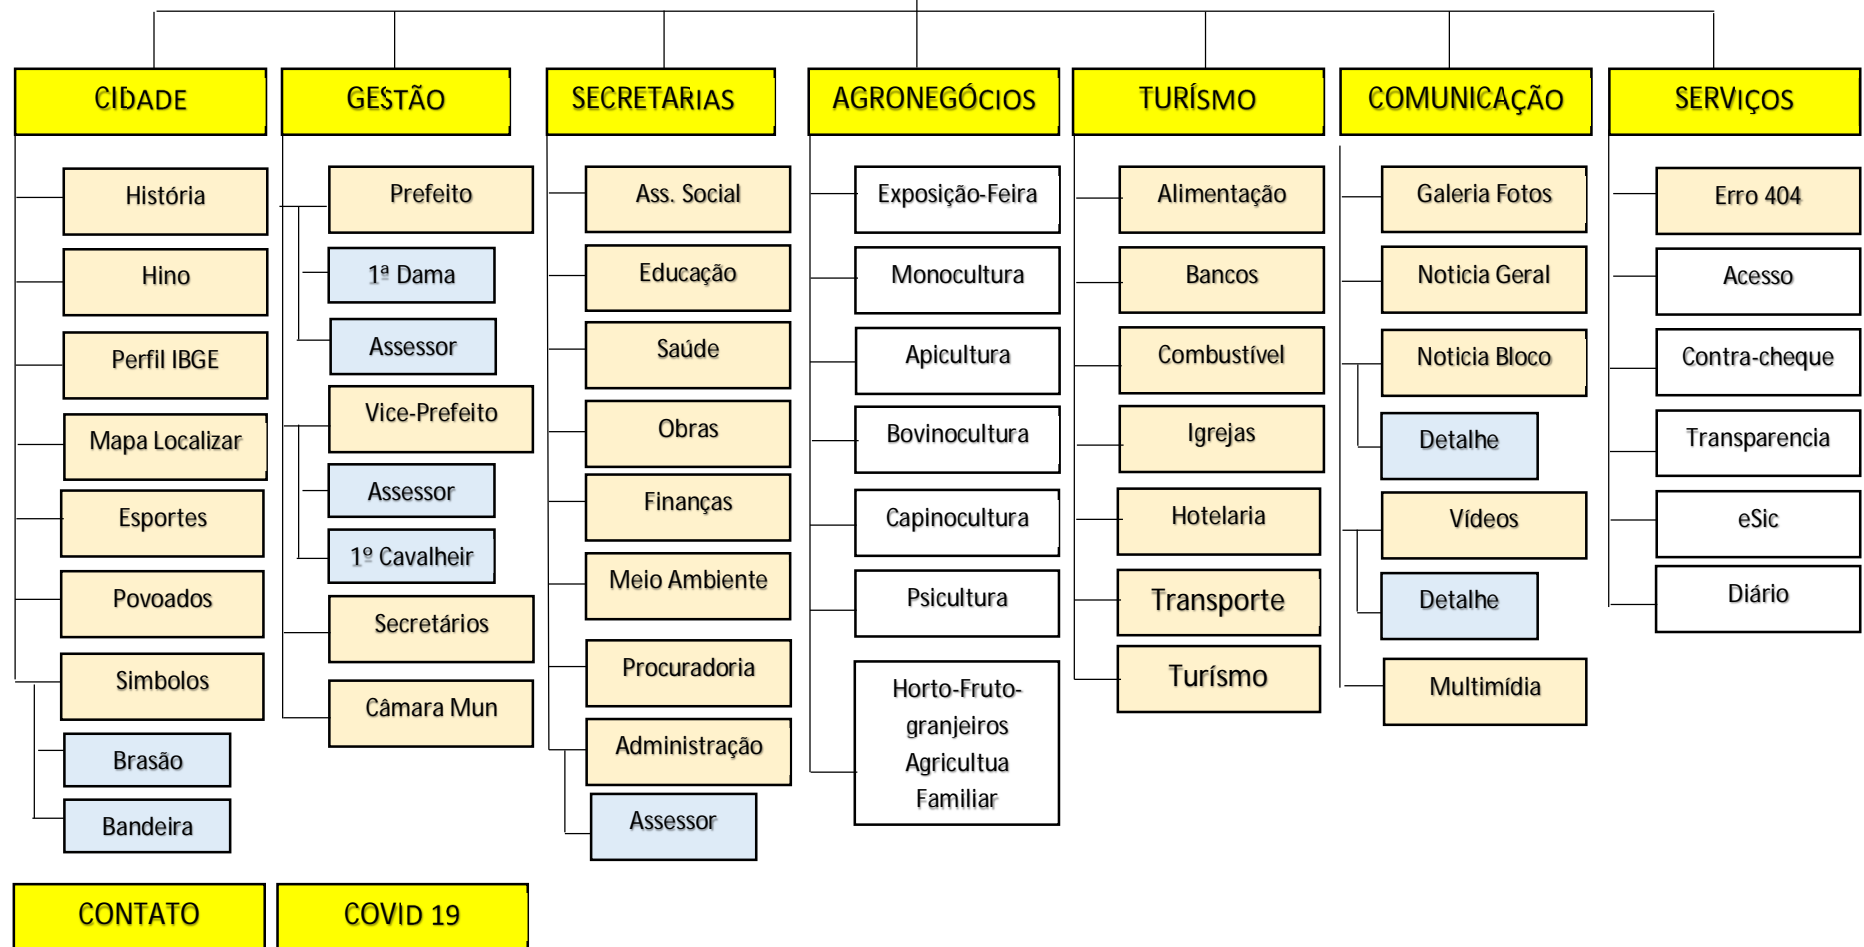 CIDADE
História
Hino
Perfil IBGE
Mapa Localizar
Esportes
Povoados
Simbolos
Brasão
Bandeira
GESTÃO
Prefeito
1ª Dama
Assessor
Vice-Prefeito
Assessor
1º Cavalheir
Secretários
Câmara Mun
SECRETARIAS
Ass. Social
Educação
Saúde
Obras
Finanças
Meio Ambiente
Procuradoria
Administração
Assessor
AGRONEGÓCIOS
Exposição-Feira
Monocultura
Apicultura
Bovinocultura
Capinocultura
Psicultura
Horto-Fruto-
granjeiros
Agricultua
Familiar
TURÍSMO
Alimentação
Bancos
Combustível
Igrejas
Hotelaria
Transporte
Turísmo
COMUNICAÇÃO
Galeria Fotos
Noticia Geral
Noticia Bloco
Detalhe
Vídeos
Detalhe
Multimídia
SERVIÇOS
Erro 404
Acesso
Contra-cheque
Transparencia
eSic
Diário
CONTATO
COVID 19